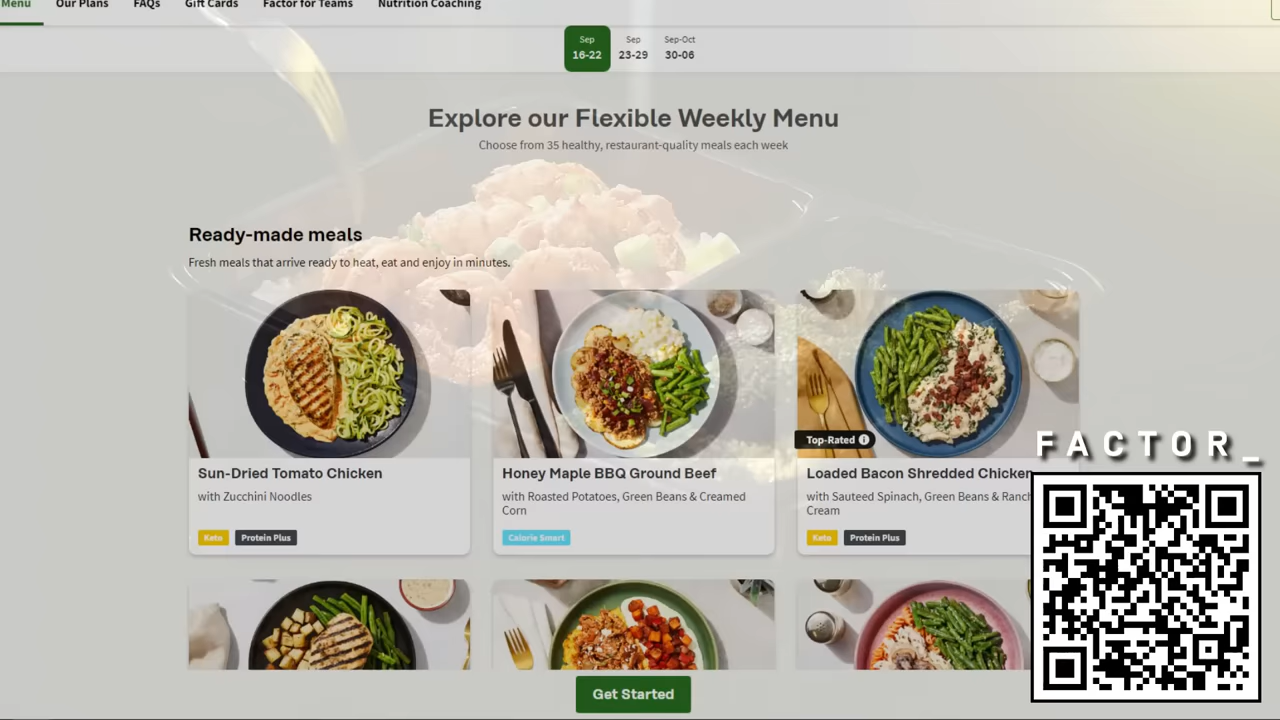 Menu Our Plans FAQs Gift Cards Factor for Teams Nutrition Coaching
Sep Sep Sep-Oct
16-22 23-29 30-06
Explore our Flexible Weekly Menu
Choose from 35 healthy, restaurant-quality meals each week
Ready-made meals
Fresh meals that arrive ready to heat, eat and enjoy in minutes.
Top-Rated
FACTOR_
Sun-Dried Tomato Chicken
with Zucchini Noodles
Keto Protein Plus
Honey Maple BBQ Ground Beef
with Roasted Potatoes, Green Beans & Creamed
Corn
Calorie Smart
Loaded Bacon Shredded Chicken
with Sauteed Spinach, Green Beans & Ranch
Cream
Keto Protein Plus
Get Started